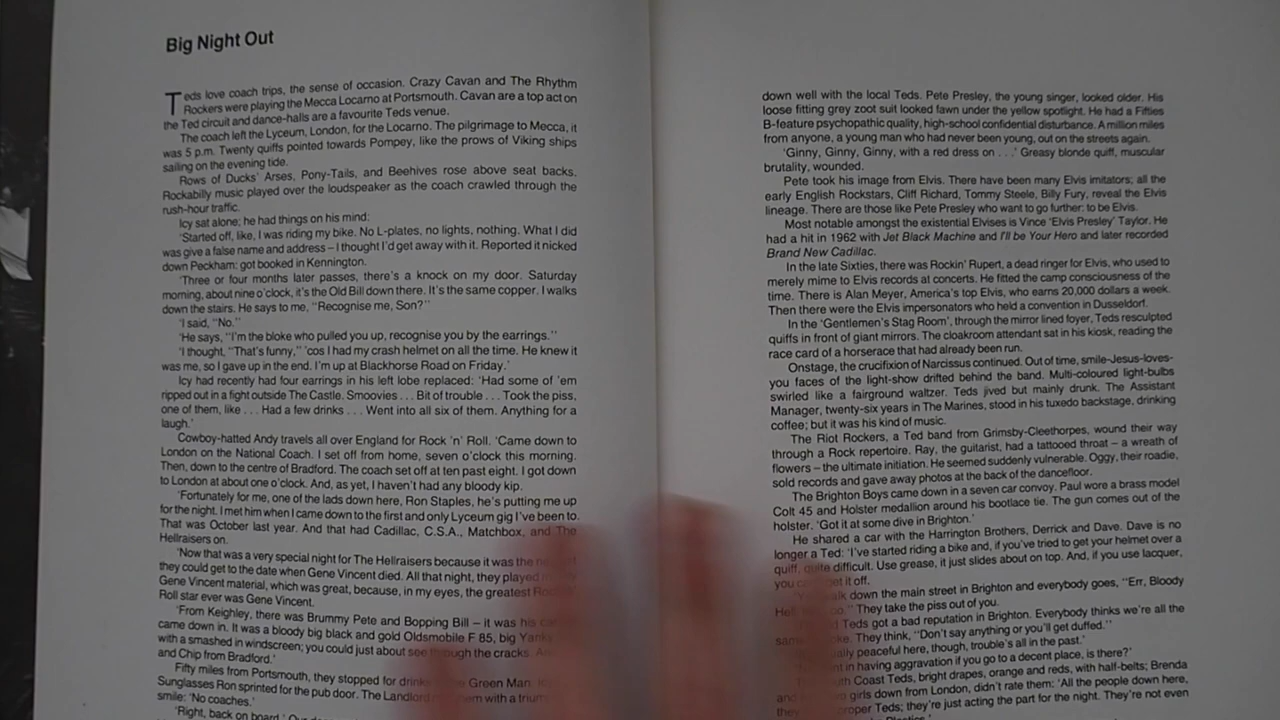 Big Night Out
Teds love coach trips, the sense of occasion. Crazy Cavan and The Rhythm
Rockers were playing the Mecca Locarno at Portsmouth. Cavan are a top act on
the Ted circuit and dance-halls are a favourite Teds venue.
The coach left the Lyceum, London, for the Locarno. The pilgrimage to Mecca, it
was 5 p.m. Twenty quiffs pointed towards Pompey, like the prows of Viking ships
sailing on the evening tide.
Rows of Ducks' Arses, Pony-Tails, and Beehives rose above seat backs.
Rockabilly music played over the loudspeaker as the coach crawled through the
rush-hour traffic.
Icy sat alone; he had things on his mind:
'Started off, like, I was riding my bike. No L-plates, no lights, nothing. What I did
was give a false name and address – I thought I'd get away with it. Reported it nicked
down Peckham: got booked in Kennington.
'Three or four months later passes, there's a knock on my door. Saturday
morning, about nine o'clock, it's the Old Bill down there. It's the same copper. I walks
down the stairs. He says to me, "Recognise me, Son?"
'I said, "No."
'He says, "I'm the bloke who pulled you up, recognise you by the earrings."
'I thought, "That's funny," 'cos I had my crash helmet on all the time. He knew it
was me, so I gave up in the end. I'm up at Blackhorse Road on Friday.'
Icy had recently had four earrings in his left lobe replaced: 'Had some of 'em
ripped out in a fight outside The Castle. Smoovies . . . Bit of trouble . . . Took the piss,
one of them, like . . . Had a few drinks . . . Went into all six of them. Anything for a
laugh.'
Cowboy-hatted Andy travels all over England for Rock 'n' Roll. 'Came down to
London on the National Coach. I set off from home, seven o'clock this morning.
Then, down to the centre of Bradford. The coach set off at ten past eight. I got down
to London at about one o'clock. And, as yet, I haven't had any bloody kip.
'Fortunately for me, one of the lads down here, Ron Staples, he's putting me up
for the night. I met him when I came down to the first and only Lyceum gig I've been to.
That was October last year. And that had Cadillac, C.S.A., Matchbox, and The
Hellraisers on.
'Now that was a very special night for The Hellraisers because it was the
they could get to the date when Gene Vincent died. All that night, they played
Gene Vincent material, which was great, because, in my eyes, the greatest
Roll star ever was Gene Vincent.
'From Keighley, there was Brummy Pete and Bopping Bill – it was his
came down in. It was a bloody big black and gold Oldsmobile F 85, big
with a smashed in windscreen; you could just about see through the cracks.
and Chip from Bradford.'
Fifty miles from Portsmouth, they stopped for Green Man.
Sunglasses Ron sprinted for the pub door. The Landlord them with a
smile: 'No coaches.'
'Right, back on board.'
down well with the local Teds. Pete Presley, the young singer, looked older. His
loose fitting grey zoot suit looked fawn under the yellow spotlight. He had a Fifties
B-feature psychopathic quality, high-school confidential disturbance. A million miles
from anyone, a young man who had never been young, out on the streets again.
'Ginny, Ginny, Ginny, with a red dress on . . .' Greasy blonde quiff, muscular
brutality, wounded.
Pete took his image from Elvis. There have been many Elvis imitators; all the
early English Rockstars, Cliff Richard, Tommy Steele, Billy Fury, reveal the Elvis
lineage. There are those like Pete Presley who want to go further: to be Elvis.
Most notable amongst the existential Elvises is Vince 'Elvis Presley' Taylor. He
had a hit in 1962 with Jet Black Machine and I'll be Your Hero and later recorded
Brand New Cadillac.
In the late Sixties, there was Rockin' Rupert, a dead ringer for Elvis, who used to
merely mime to Elvis records at concerts. He fitted the camp consciousness of the
time. There is Alan Meyer, America's top Elvis, who earns 20,000 dollars a week.
Then there were the Elvis impersonators who held a convention in Dusseldorf.
In the 'Gentlemen's Stag Room', through the mirror lined foyer, Teds resculpted
quiffs in front of giant mirrors. The cloakroom attendant sat in his kiosk, reading the
race card of a horserace that had already been run.
Onstage, the crucifixion of Narcissus continued. Out of time, smile-Jesus-loves-
you faces of the light-show drifted behind the band. Multi-coloured light-bulbs
swirled like a fairground waltzer. Teds jived but mainly drunk. The Assistant
Manager, twenty-six years in The Marines, stood in his tuxedo backstage, drinking
coffee; but it was his kind of music.
The Riot Rockers, a Ted band from Grimsby-Cleethorpes, wound their way
through a Rock repertoire. Ray, the guitarist, had a tattooed throat – a wreath of
flowers – the ultimate initiation. He seemed suddenly vulnerable. Oggy, their roadie,
sold records and gave away photos at the back of the dancefloor.
The Brighton Boys came down in a seven car convoy. Paul wore a brass model
Colt 45 and Holster medallion around his bootlace tie. The gun comes out of the
holster. 'Got it at some dive in Brighton.'
He shared a car with the Harrington Brothers, Derrick and Dave. Dave is no
longer a Ted: 'I've started riding a bike and, if you've tried to get your helmet over a
quiff, quite difficult. Use grease, it just slides about on top. And, if you use lacquer,
you get it off.
down the main street in Brighton and everybody goes, "Err, Bloody
They take the piss out of you.
Teds got a bad reputation in Brighton. Everybody thinks we're all the
They think, "Don't say anything or you'll get duffed."
peaceful here, though, trouble's all in the past.'
in having aggravation if you go to a decent place, is there?'
Coast Teds, bright drapes, orange and reds, with half-belts; Brenda
and girls down from London, didn't rate them: 'All the people down here,
proper Teds; they're just acting the part for the night. They're not even